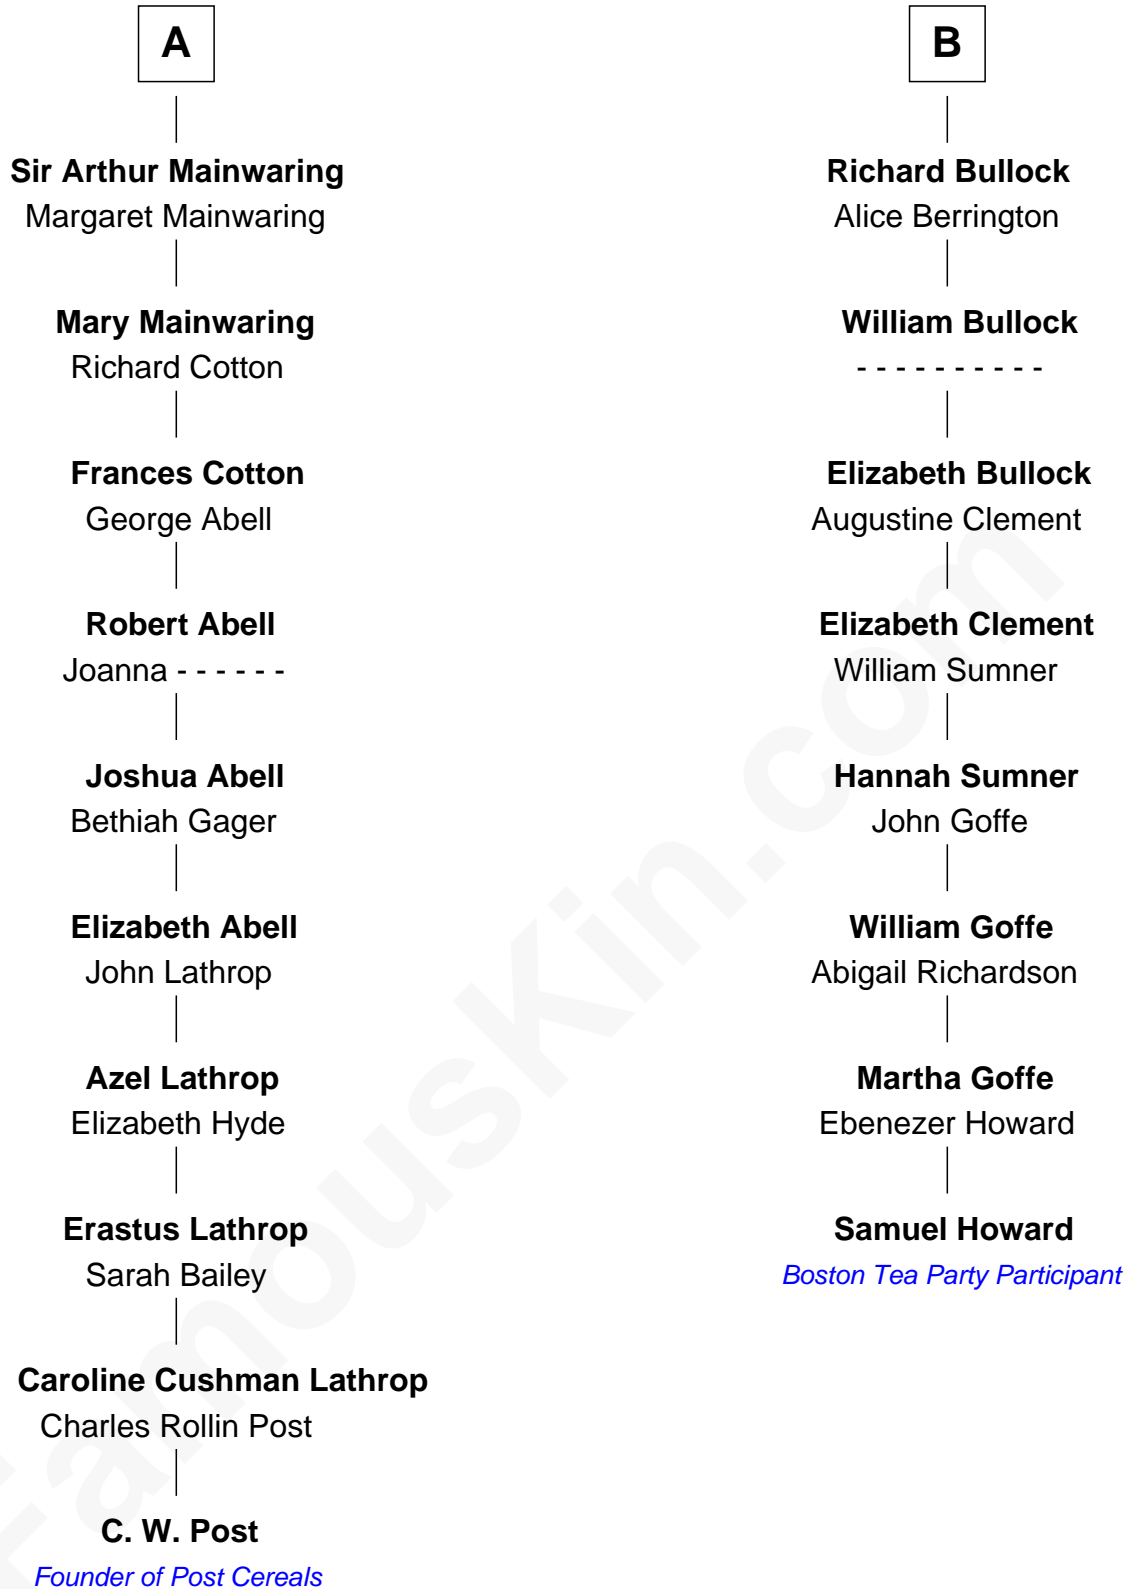 A
Sir Arthur Mainwaring
Margaret Mainwaring
Mary Mainwaring
Richard Cotton
Frances Cotton
George Abell
Robert Abell
Joanna - - - - - -
Joshua Abell
Bethiah Gager
Elizabeth Abell
John Lathrop
Azel Lathrop
Elizabeth Hyde
Erastus Lathrop
Sarah Bailey
Caroline Cushman Lathrop
Charles Rollin Post
C. W. Post
Founder of Post Cereals
B
Richard Bullock
Alice Berrington
William Bullock
- - - - - - - - - -
Elizabeth Bullock
Augustine Clement
Elizabeth Clement
William Sumner
Hannah Sumner
John Goffe
William Goffe
Abigail Richardson
Martha Goffe
Ebenezer Howard
Samuel Howard
Boston Tea Party Participant
FamousKin.com